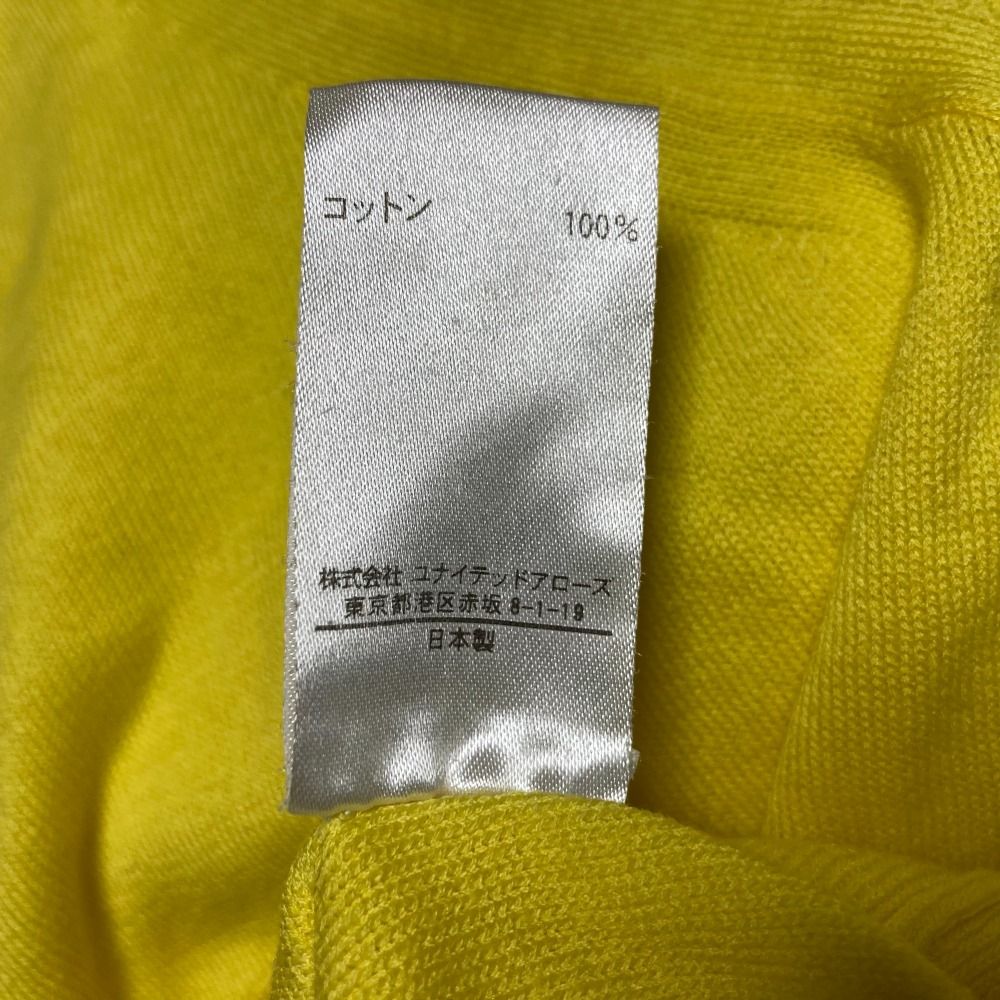 コットン 100%
株式会社 ユナイテッドアローズ
東京都港区赤坂 8-1-19
日本製